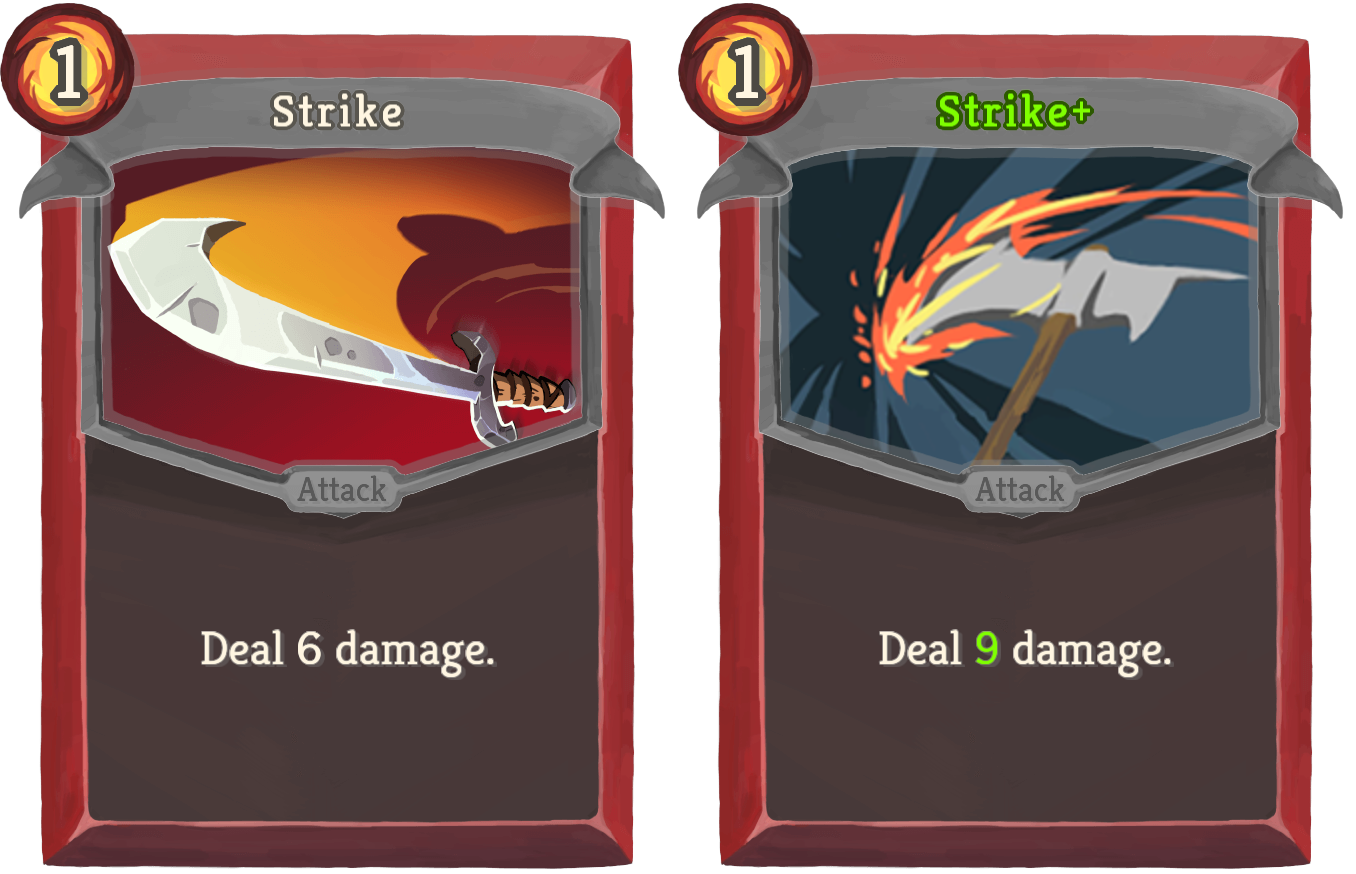 1
Strike
Attack
Deal 6 damage.
1
Strike+
Attack
Deal 9 damage.